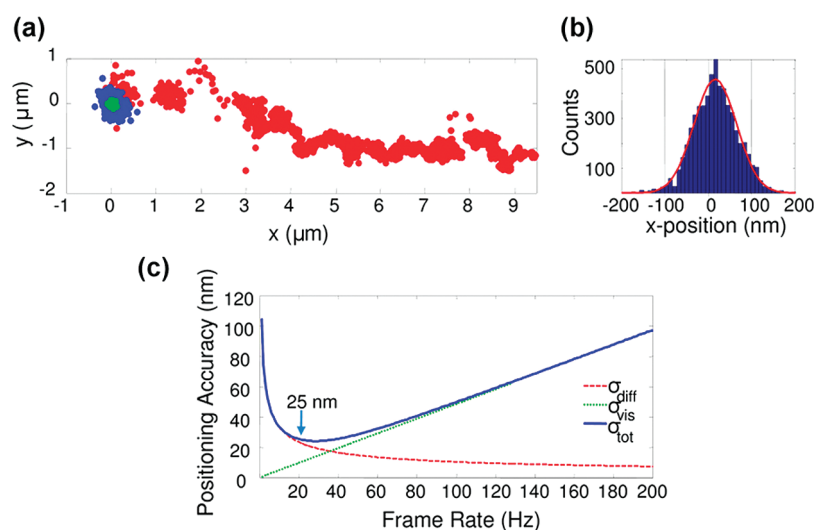 (a)
1
0
-1
-2
y (µm)
-1 0 1 2 3 4 5 6 7 8 9
x (µm)
(b)
500
300
100
Counts
-200 -100 0 100 200
x-position (nm)
(c)
120
100
80
60
40
20
0
Positioning Accuracy (nm)
25 nm
σdiff
σvis
σtot
20 40 60 80 100 120 140 160 180 200
Frame Rate (Hz)